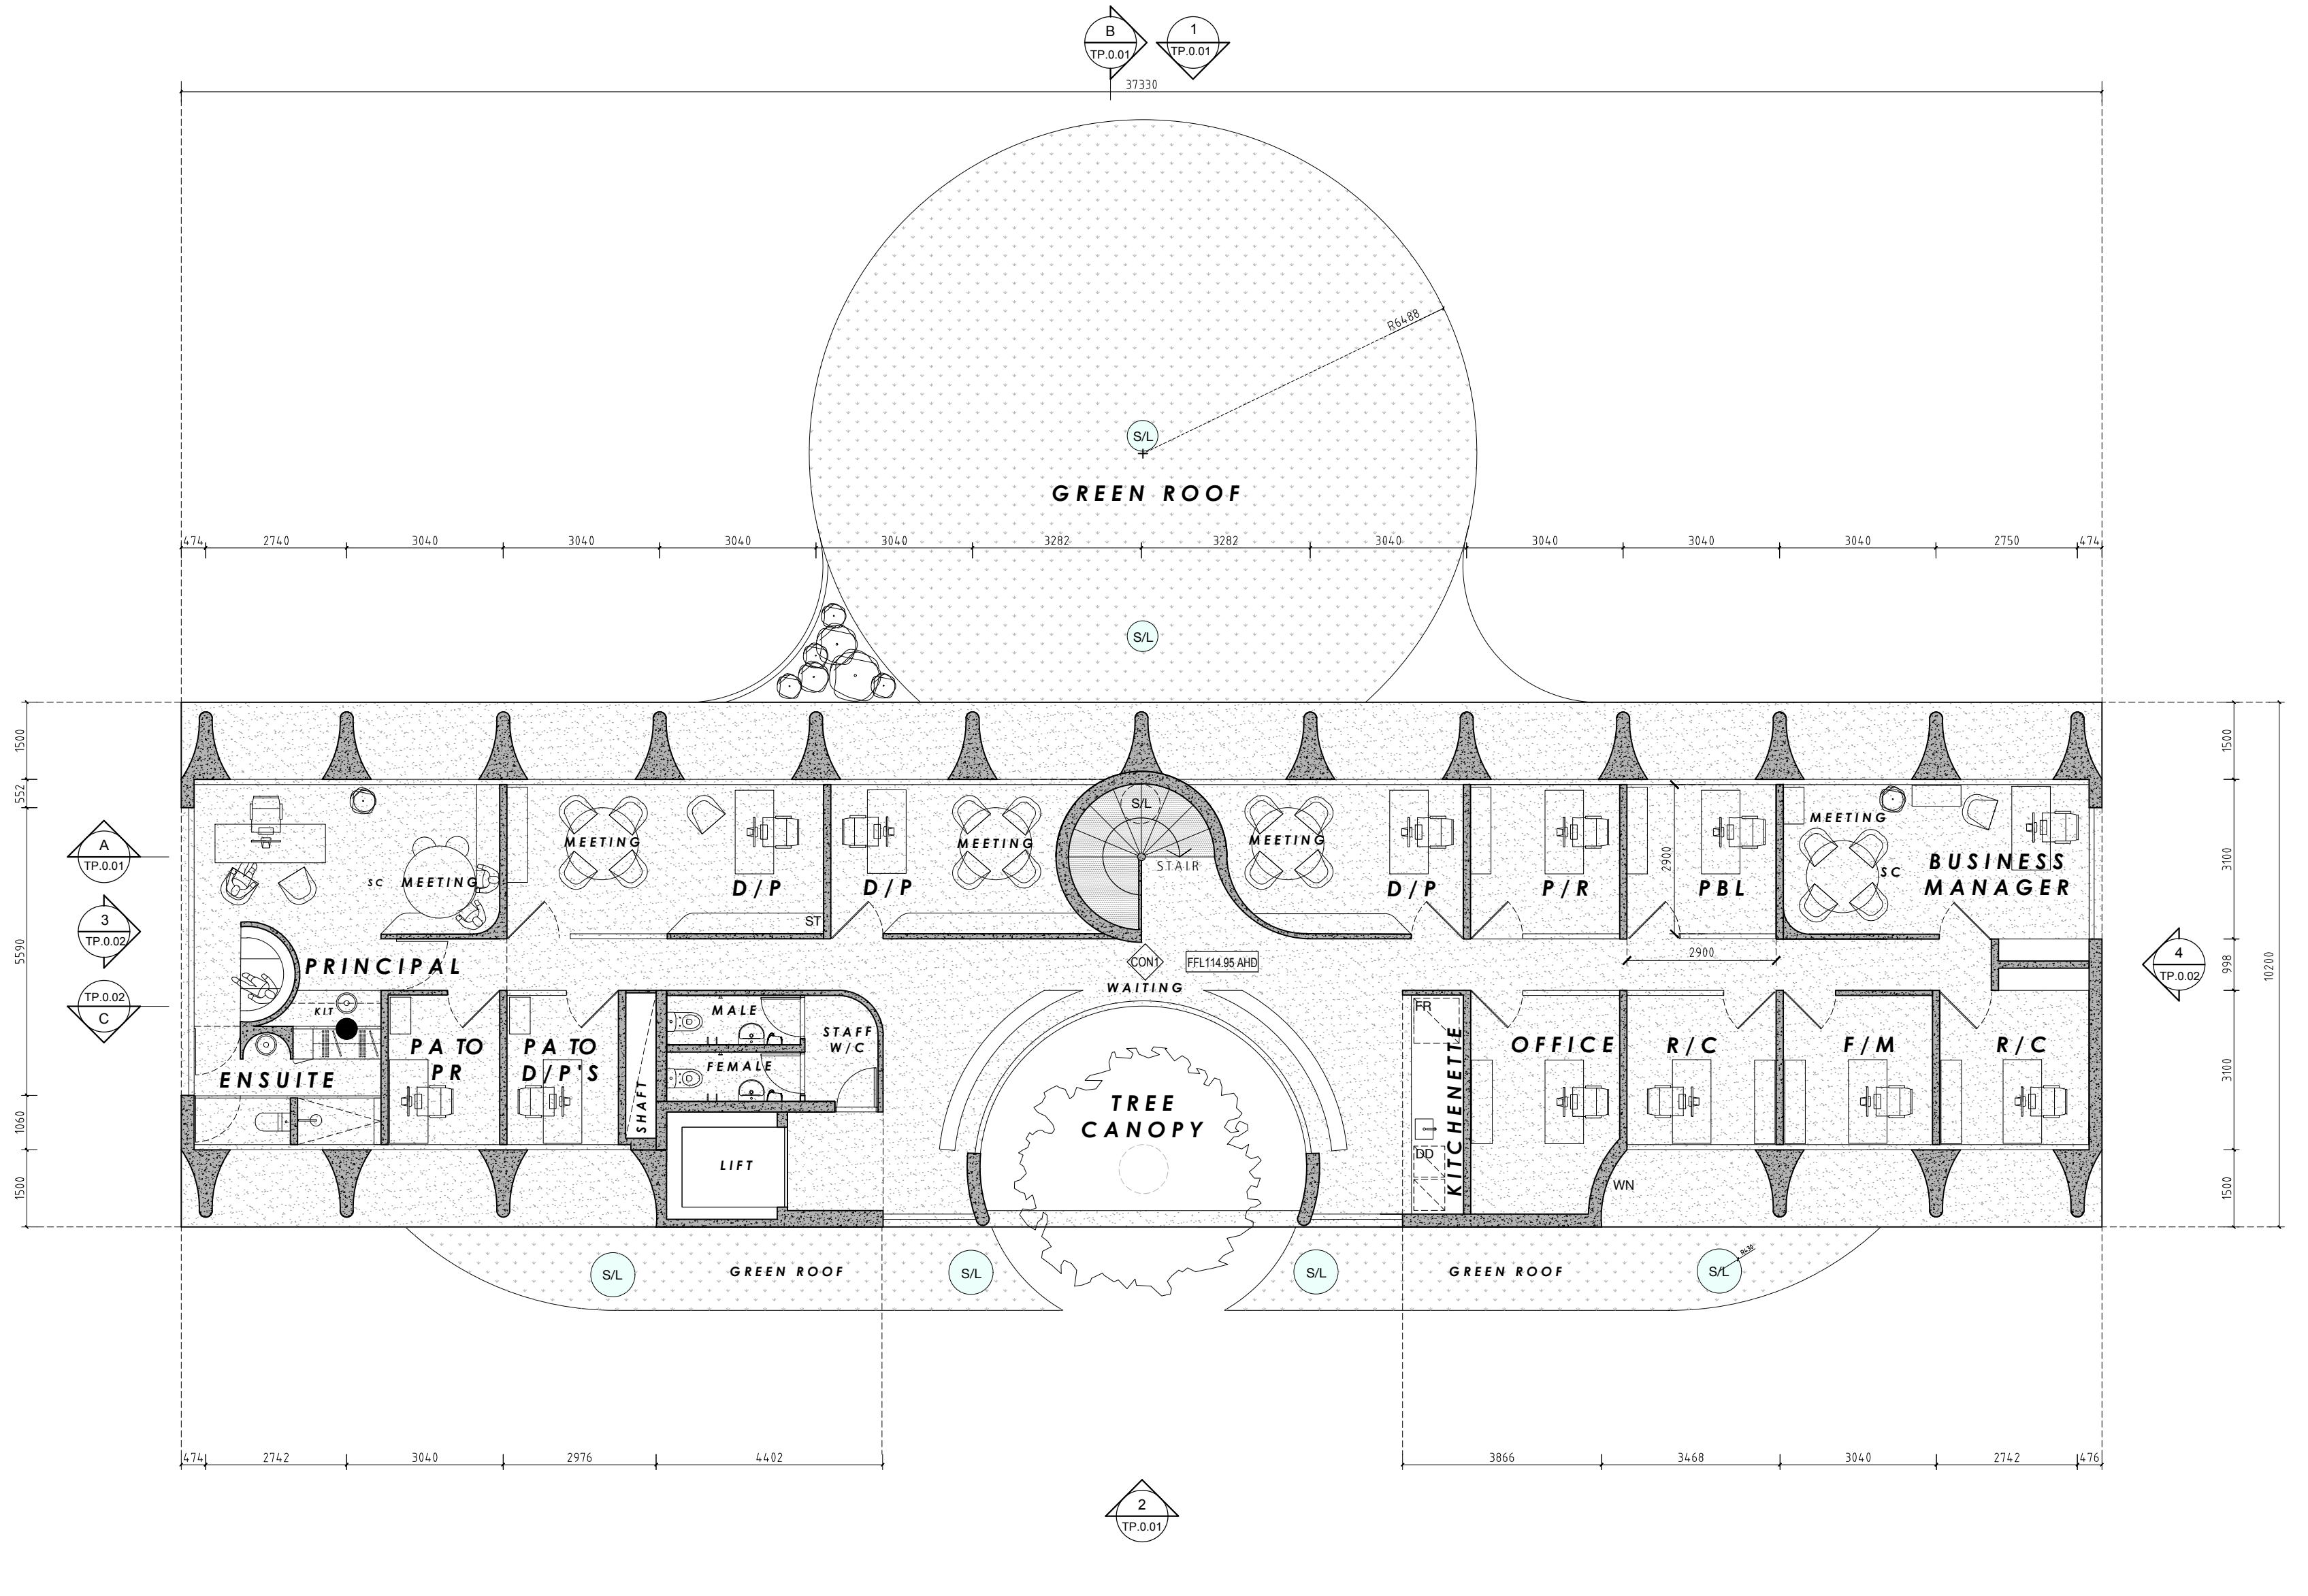 B
TP.0.01
1
TP.0.01
37330
R6488
S/L
GREEN ROOF
474
2740
3040
3040
3040
3040
3282
3282
3040
3040
3040
3040
2750
474
S/L
1500
552
5590
1060
1500
1500
3100
998
3100
1500
10200
A
TP.0.01
3
TP.0.02
TP.0.02
C
4
TP.0.02
S/L
STAIR
MEETING
MEETING
MEETING
MEETING
SC MEETING
SC
2900
D/P
D/P
D/P
P/R
PBL
BUSINESS
MANAGER
ST
PRINCIPAL
CON1
FFL114.95 AHD
2900
WAITING
KIT
MALE
FEMALE
STAFF
W/C
FR
PA TO
PR
PA TO
D/P'S
ENSUITE
SHAFT
LIFT
TREE
CANOPY
KITCHENETTE
DD
OFFICE
R/C
F/M
R/C
WN
S/L
GREEN ROOF
S/L
S/L
GREEN ROOF
S/L
R430
474
2742
3040
2976
4402
3866
3468
3040
2742
476
2
TP.0.01